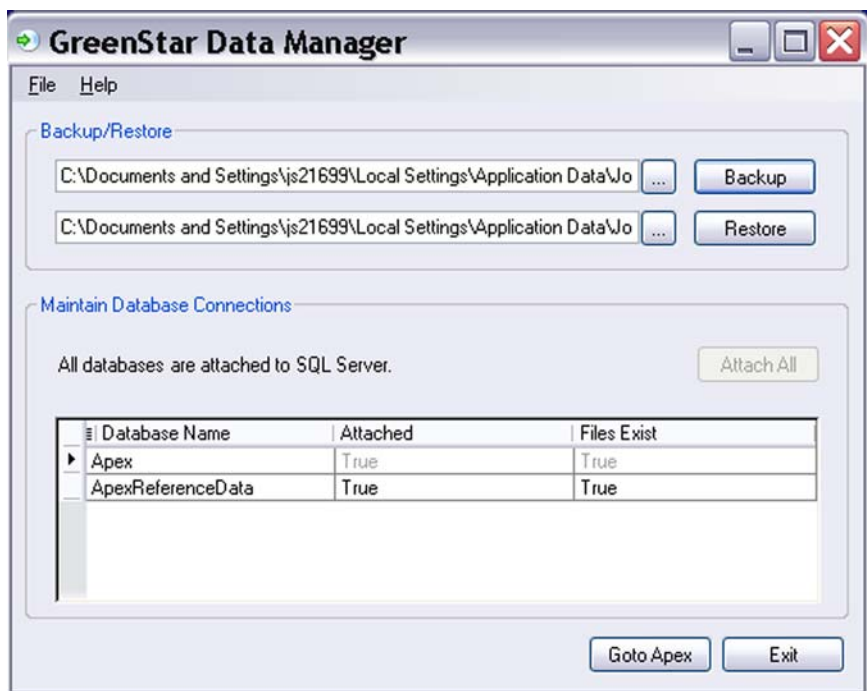 GreenStar Data Manager
File Help
Backup/Restore
C:\Documents and Settings\js21699\Local Settings\Application Data\Jo ... Backup
C:\Documents and Settings\js21699\Local Settings\Application Data\Jo ... Restore
Maintain Database Connections
All databases are attached to SQL Server. Attach All
Database Name Attached Files Exist
Apex True True
ApexReferenceData True True
Goto Apex Exit